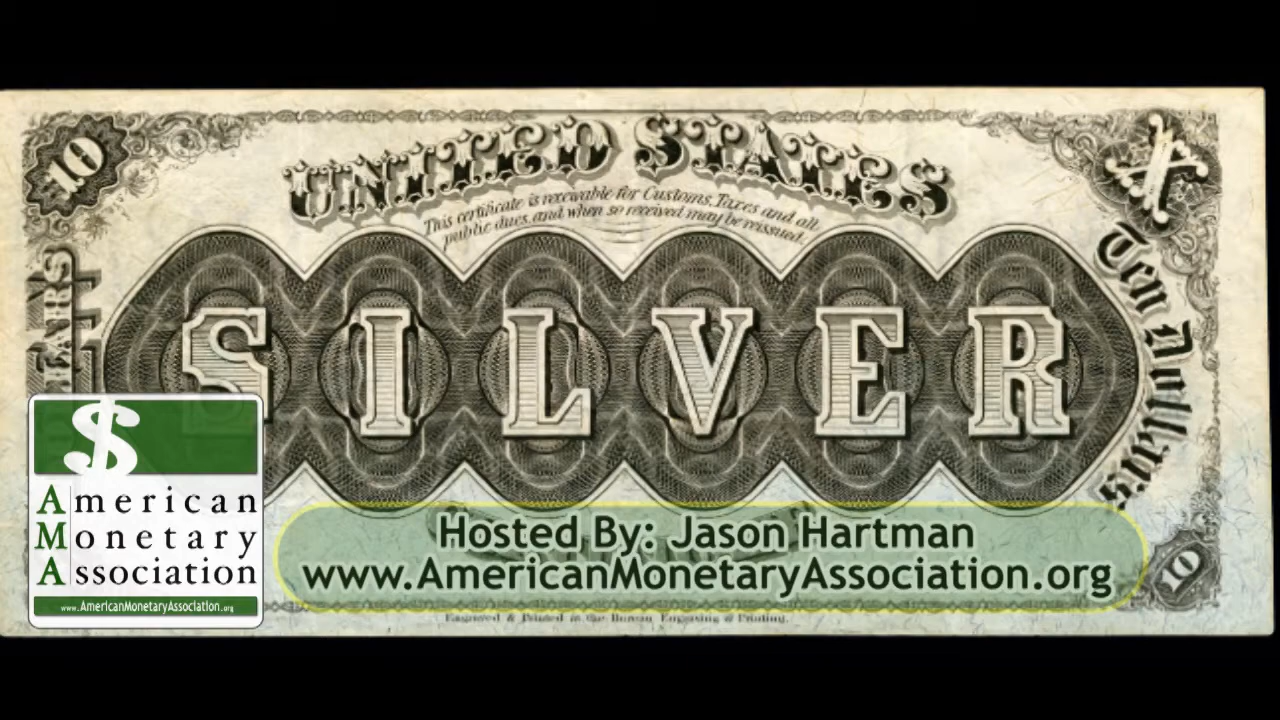 10
UNITED STATES
X
This certificate is receivable for Customs, Taxes and all
public dues, and when so received may be reissued.
Ten Dollars
SILVER
$
American
Monetary
Association
www.AmericanMonetaryAssociation.org
Hosted By: Jason Hartman
www.AmericanMonetaryAssociation.org
10
Engraved & Printed at the Bureau, Engraving & Printing.